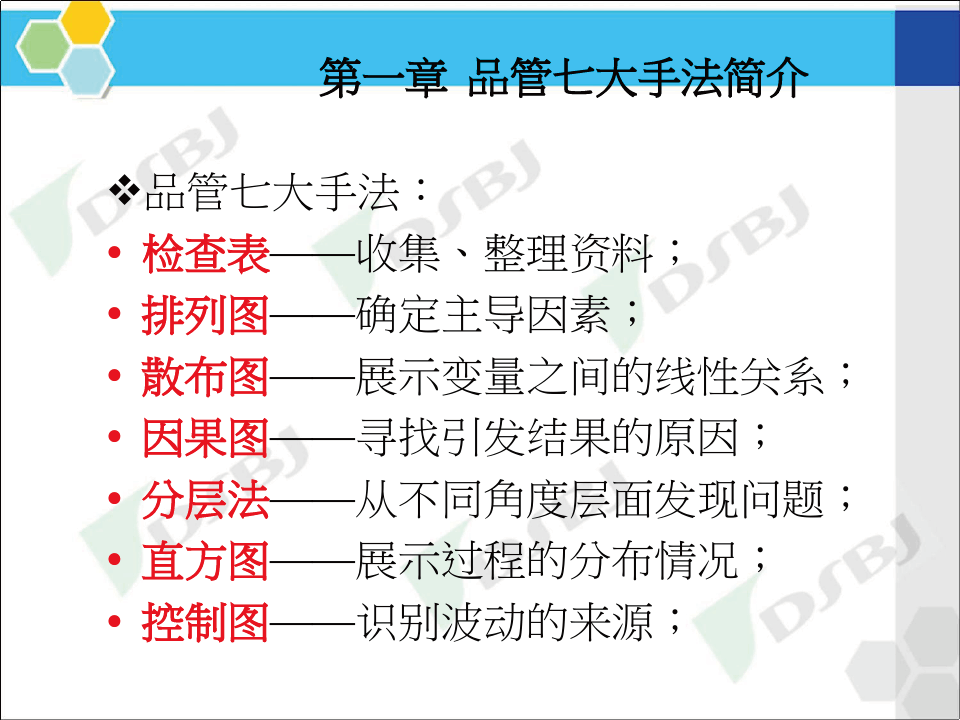 第一章 品管七大手法简介
❖品管七大手法：
• 检查表——收集、整理资料；
• 排列图——确定主导因素；
• 散布图——展示变量之间的线性关系；
• 因果图——寻找引发结果的原因；
• 分层法——从不同角度层面发现问题；
• 直方图——展示过程的分布情况；
• 控制图——识别波动的来源；
DSBJ
DSBJ
DSBJ
DSBJ
DSBJ
DSBJ